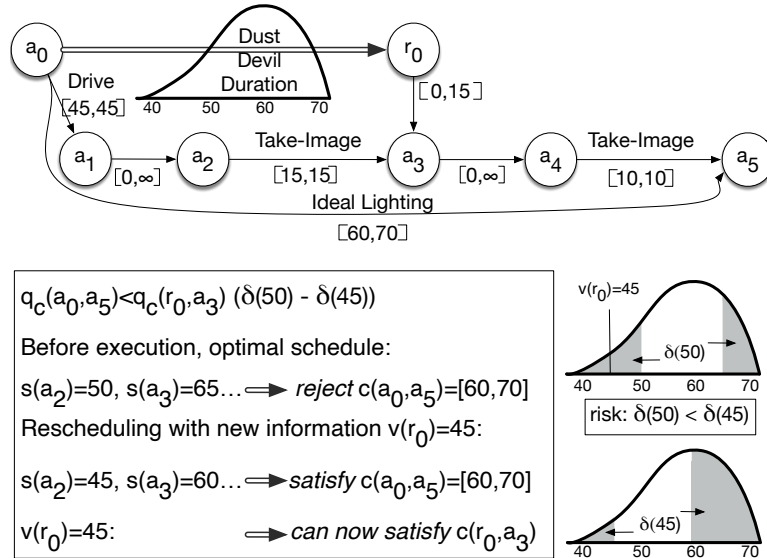 a0 Dust r0
Devil
Drive Duration
[45,45] 40 50 60 70 [0,15]
Take-Image Take-Image
a1 a2 a3 a4 a5
[0,∞] [15,15] [0,∞] [10,10]
Ideal Lighting
[60,70]
qc(a0,a5)<qc(r0,a3) (δ(50) - δ(45))
Before execution, optimal schedule:
s(a2)=50, s(a3)=65... ⟹ reject c(a0,a5)=[60,70]
Rescheduling with new information v(r0)=45:
s(a2)=45, s(a3)=60... ⟹ satisfy c(a0,a5)=[60,70]
v(r0)=45: ⟹ can now satisfy c(r0,a3)
v(r0)=45
δ(50)
40 50 60 70
risk: δ(50) < δ(45)
δ(45)
40 50 60 70